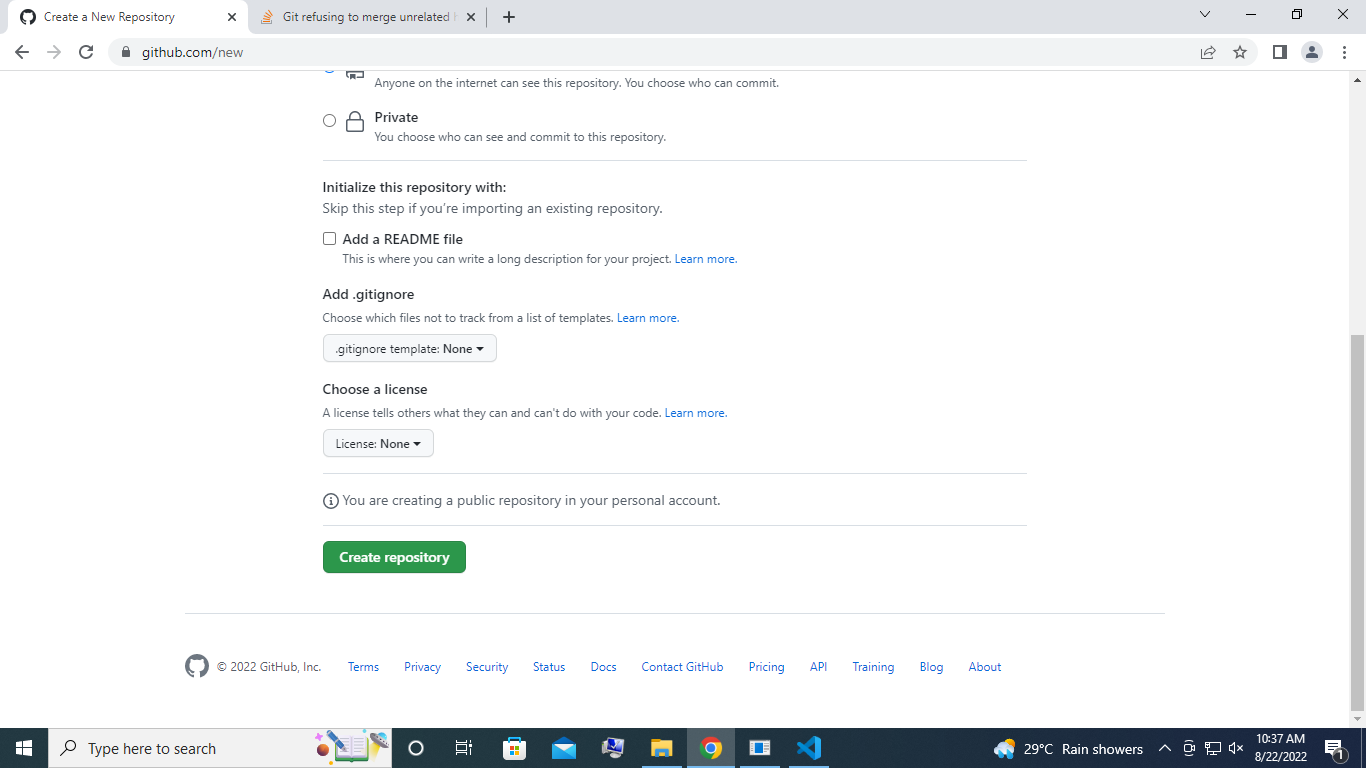 Create a New Repository
Git refusing to merge unrelated
github.com/new
Anyone on the internet can see this repository. You choose who can commit.
Private
You choose who can see and commit to this repository.
Initialize this repository with:
Skip this step if you're importing an existing repository.
Add a README file
This is where you can write a long description for your project. Learn more.
Add .gitignore
Choose which files not to track from a list of templates. Learn more.
.gitignore template: None
Choose a license
A license tells others what they can and can't do with your code. Learn more.
License: None
You are creating a public repository in your personal account.
Create repository
© 2022 GitHub, Inc. Terms Privacy Security Status Docs Contact GitHub Pricing API Training Blog About
Type here to search
29°C Rain showers
10:37 AM
8/22/2022
1